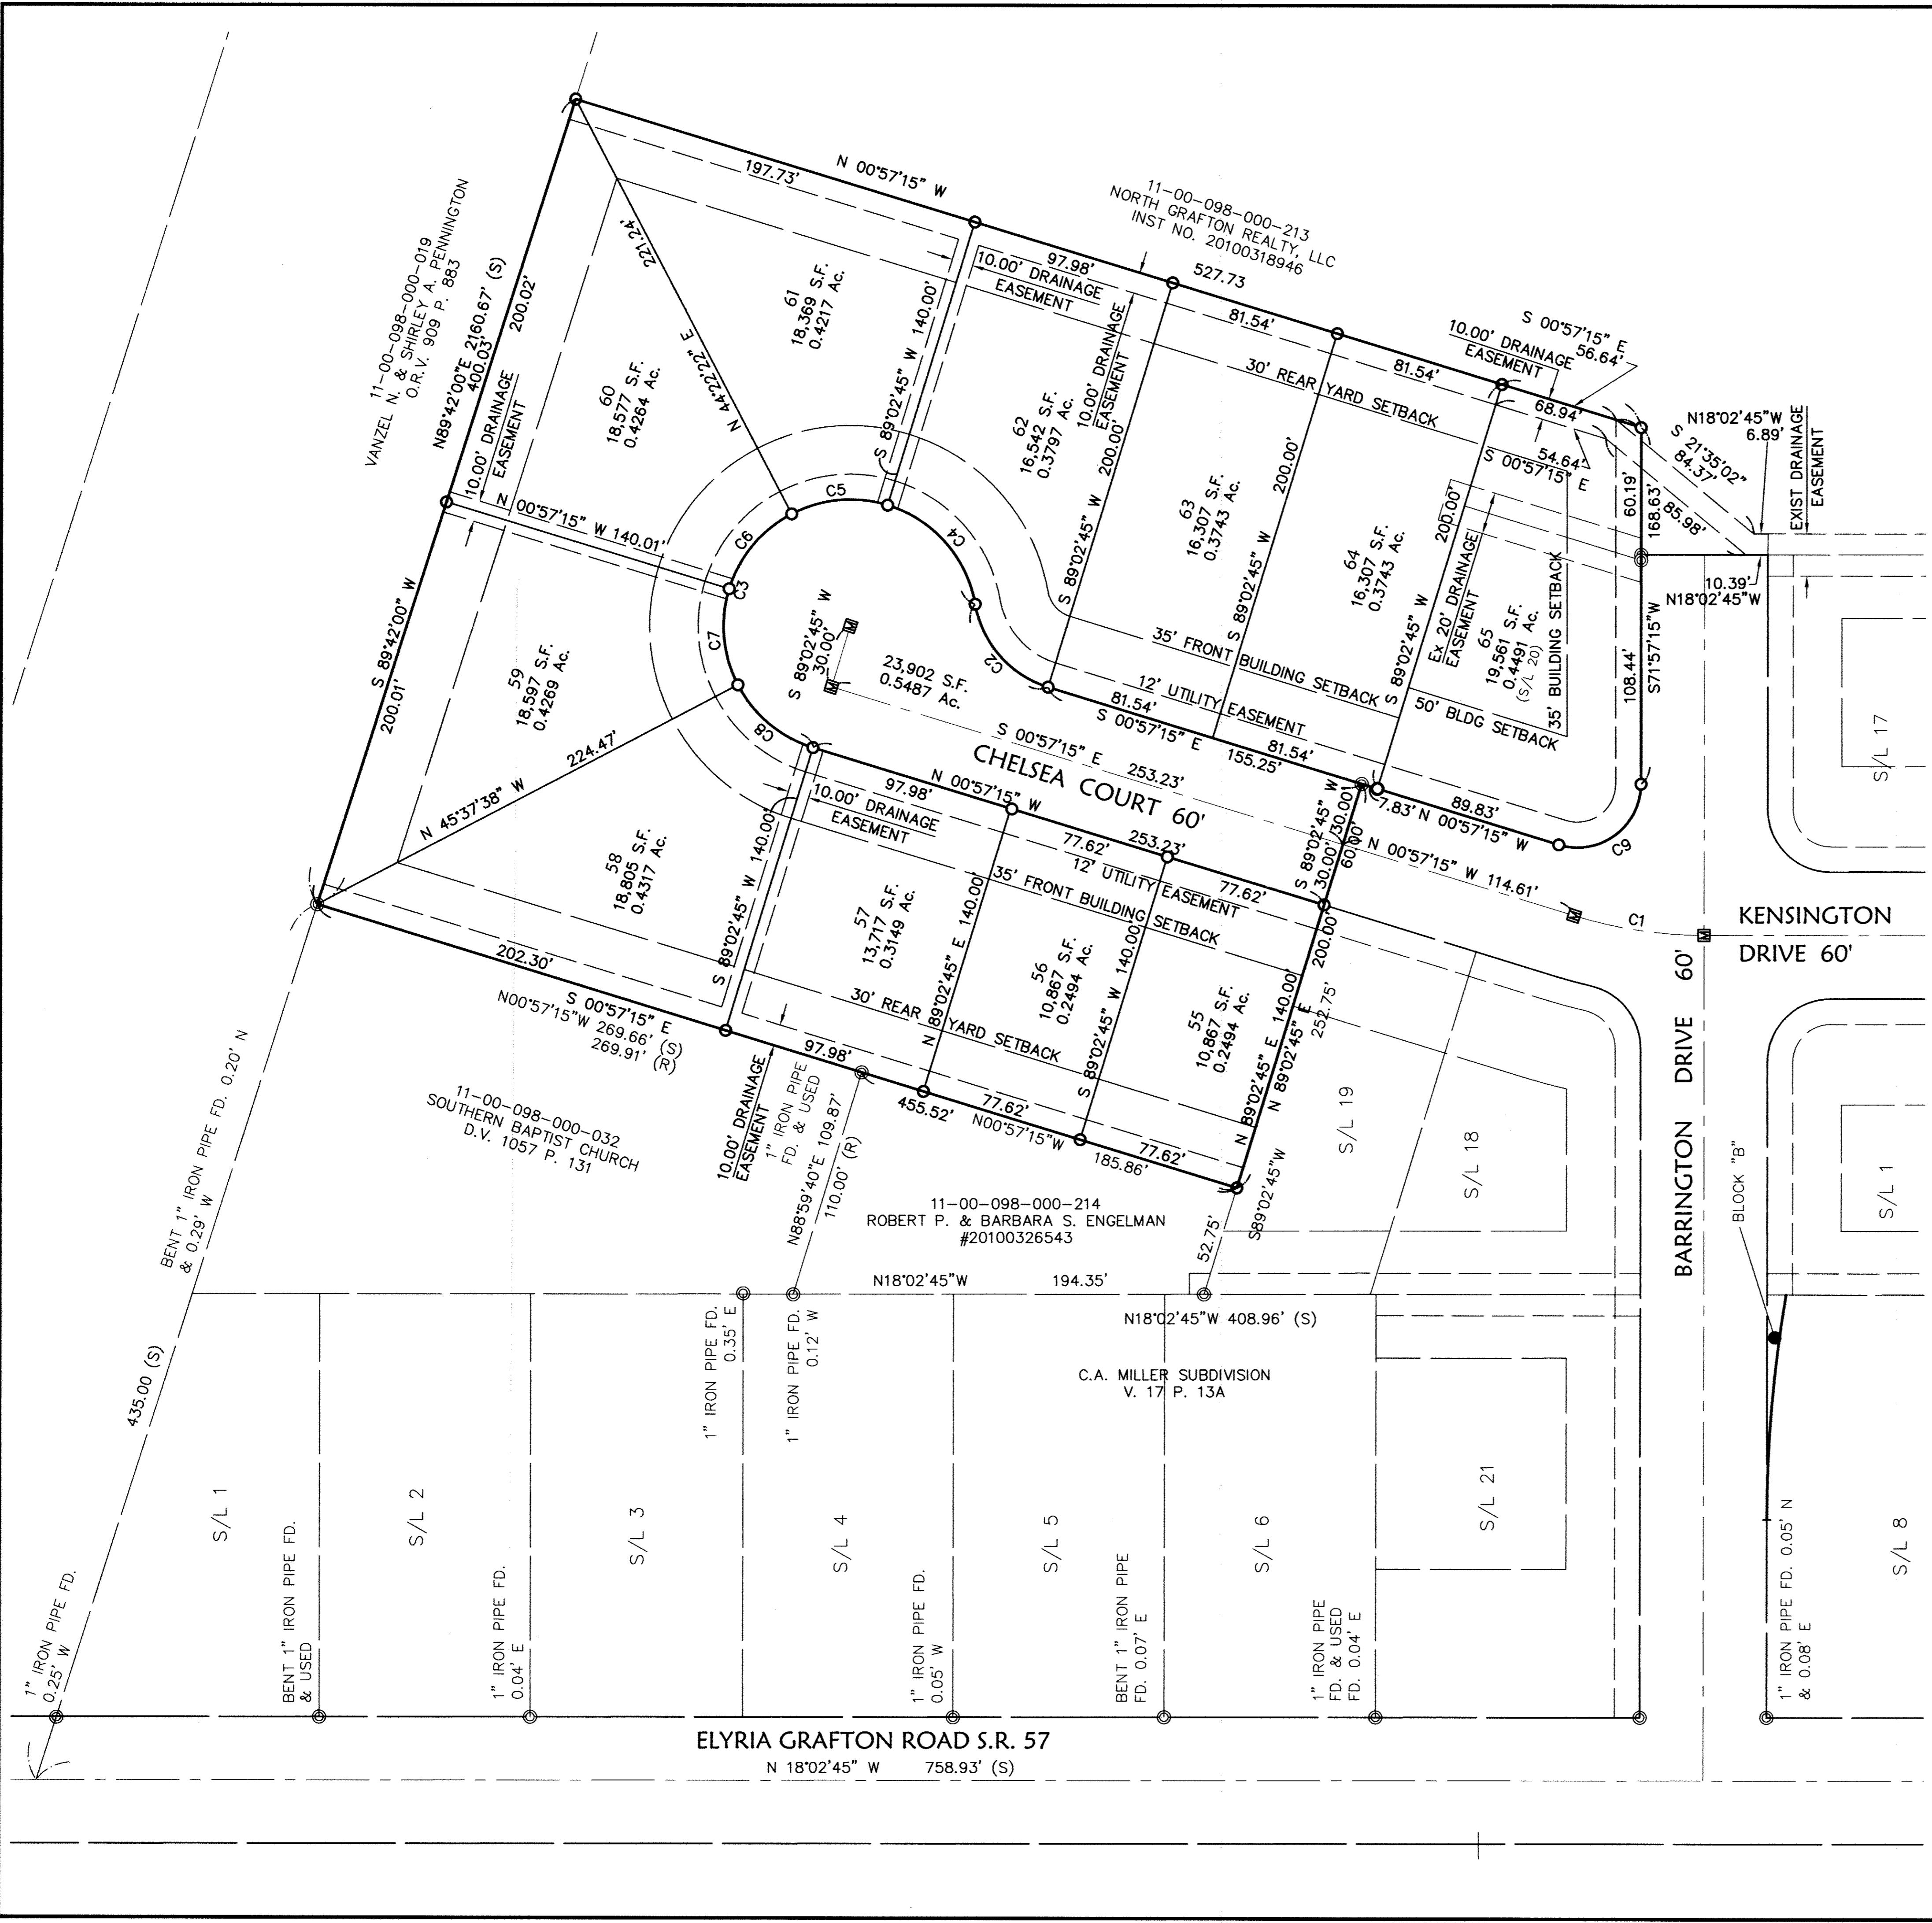 11-00-098-000-019
VANZEL N. & SHIRLEY A. PENNINGTON
O.R.V. 909 P. 883
N89°42'00"E 2160.67' (S)
400.03'
200.02'
10.00' DRAINAGE
EASEMENT
S 89°42'00" W
200.01'
197.73'
N 00°57'15" W
11-00-098-000-213
NORTH GRAFTON REALTY, LLC
INST NO. 20100318946
527.73
221.24'
N 44°22'22" E
60
18,577 S.F.
0.4264 Ac.
61
18,369 S.F.
0.4217 Ac.
S 89°02'45" W 140.00'
97.98'
10.00' DRAINAGE
EASEMENT
62
16,542 S.F.
0.3797 Ac.
10.00' DRAINAGE
EASEMENT
S 89°02'45" W 200.00'
81.54'
63
16,307 S.F.
0.3743 Ac.
S 89°02'45" W 200.00'
30' REAR YARD SETBACK
81.54'
64
16,307 S.F.
0.3743 Ac.
S 89°02'45" W 200.00'
10.00' DRAINAGE
EASEMENT
S 00°57'15" E
56.64'
68.94'
54.64'
S 00°57'15" E
Ex 20' DRAINAGE
EASEMENT
65
19,561 S.F.
0.4491 Ac.
(S/L 20)
35' BUILDING SETBACK
50' BLDG SETBACK
60.19'
168.63'
108.44'
S71°57'15"W
S 21°35'02"
84.37'
85.98'
N18°02'45"W
6.89'
EXIST DRAINAGE
EASEMENT
10.39'
N18°02'45"W
S/L 17
N 00°57'15" W 140.01'
C6
C5
C4
C3
C7
C2
C8
S 89°02'45" W
30.00'
M
M
23,902 S.F.
0.5487 Ac.
35' FRONT BUILDING SETBACK
12' UTILITY EASEMENT
81.54'
S 00°57'15" E
81.54'
155.25'
S 00°57'15" E 253.23'
CHELSEA COURT 60'
N 00°57'15" W
253.23'
S 89°02'45" W
30.00'
30.00'
60.00'
7.83' N 00°57'15" W
89.83'
C9
N 00°57'15" W 114.61'
M
C1
M
KENSINGTON
DRIVE 60'
59
18,597 S.F.
0.4269 Ac.
224.47'
N 45°37'38" W
58
18,805 S.F.
0.4317 Ac.
S 89°02'45" W 140.00'
97.98'
10.00' DRAINAGE
EASEMENT
57
13,717 S.F.
0.3149 Ac.
N 89°02'45" E 140.00'
77.62'
12' UTILITY EASEMENT
35' FRONT BUILDING SETBACK
56
10,867 S.F.
0.2494 Ac.
S 89°02'45" W 140.00'
77.62'
55
10,867 S.F.
0.2494 Ac.
N 89°02'45" E 140.00'
200.00'
N 89°02'45" E
252.75'
30' REAR YARD SETBACK
202.30'
S 00°57'15" E
N00°57'15"W 269.66' (S)
269.91' (R)
97.98'
10.00' DRAINAGE
EASEMENT
1" IRON PIPE
FD. & USED
455.52'
77.62'
N00°57'15"W
185.86'
77.62'
11-00-098-000-032
SOUTHERN BAPTIST CHURCH
D.V. 1057 P. 131
N88°59'40"E 109.87'
110.00' (R)
11-00-098-000-214
ROBERT P. & BARBARA S. ENGELMAN
#20100326543
52.75'
S89°02'45"W
S/L 19
S/L 18
BARRINGTON DRIVE 60'
BLOCK "B"
S/L 1
BENT 1" IRON PIPE FD. 0.20' N
& 0.29' W
N18°02'45"W 194.35'
N18°02'45"W 408.96' (S)
C.A. MILLER SUBDIVISION
V. 17 P. 13A
1" IRON PIPE FD.
0.35' E
1" IRON PIPE FD.
0.12' W
435.00 (S)
S/L 1
S/L 2
S/L 3
S/L 4
S/L 5
S/L 6
S/L 21
S/L 8
1" IRON PIPE FD.
0.25' W
BENT 1" IRON PIPE FD.
& USED
1" IRON PIPE FD.
0.04' E
1" IRON PIPE FD.
0.05' W
BENT 1" IRON PIPE
FD. 0.07' E
1" IRON PIPE
FD. & USED
FD. 0.04' E
1" IRON PIPE FD. 0.05' N
& 0.08' E
ELYRIA GRAFTON ROAD S.R. 57
N 18°02'45" W 758.93' (S)